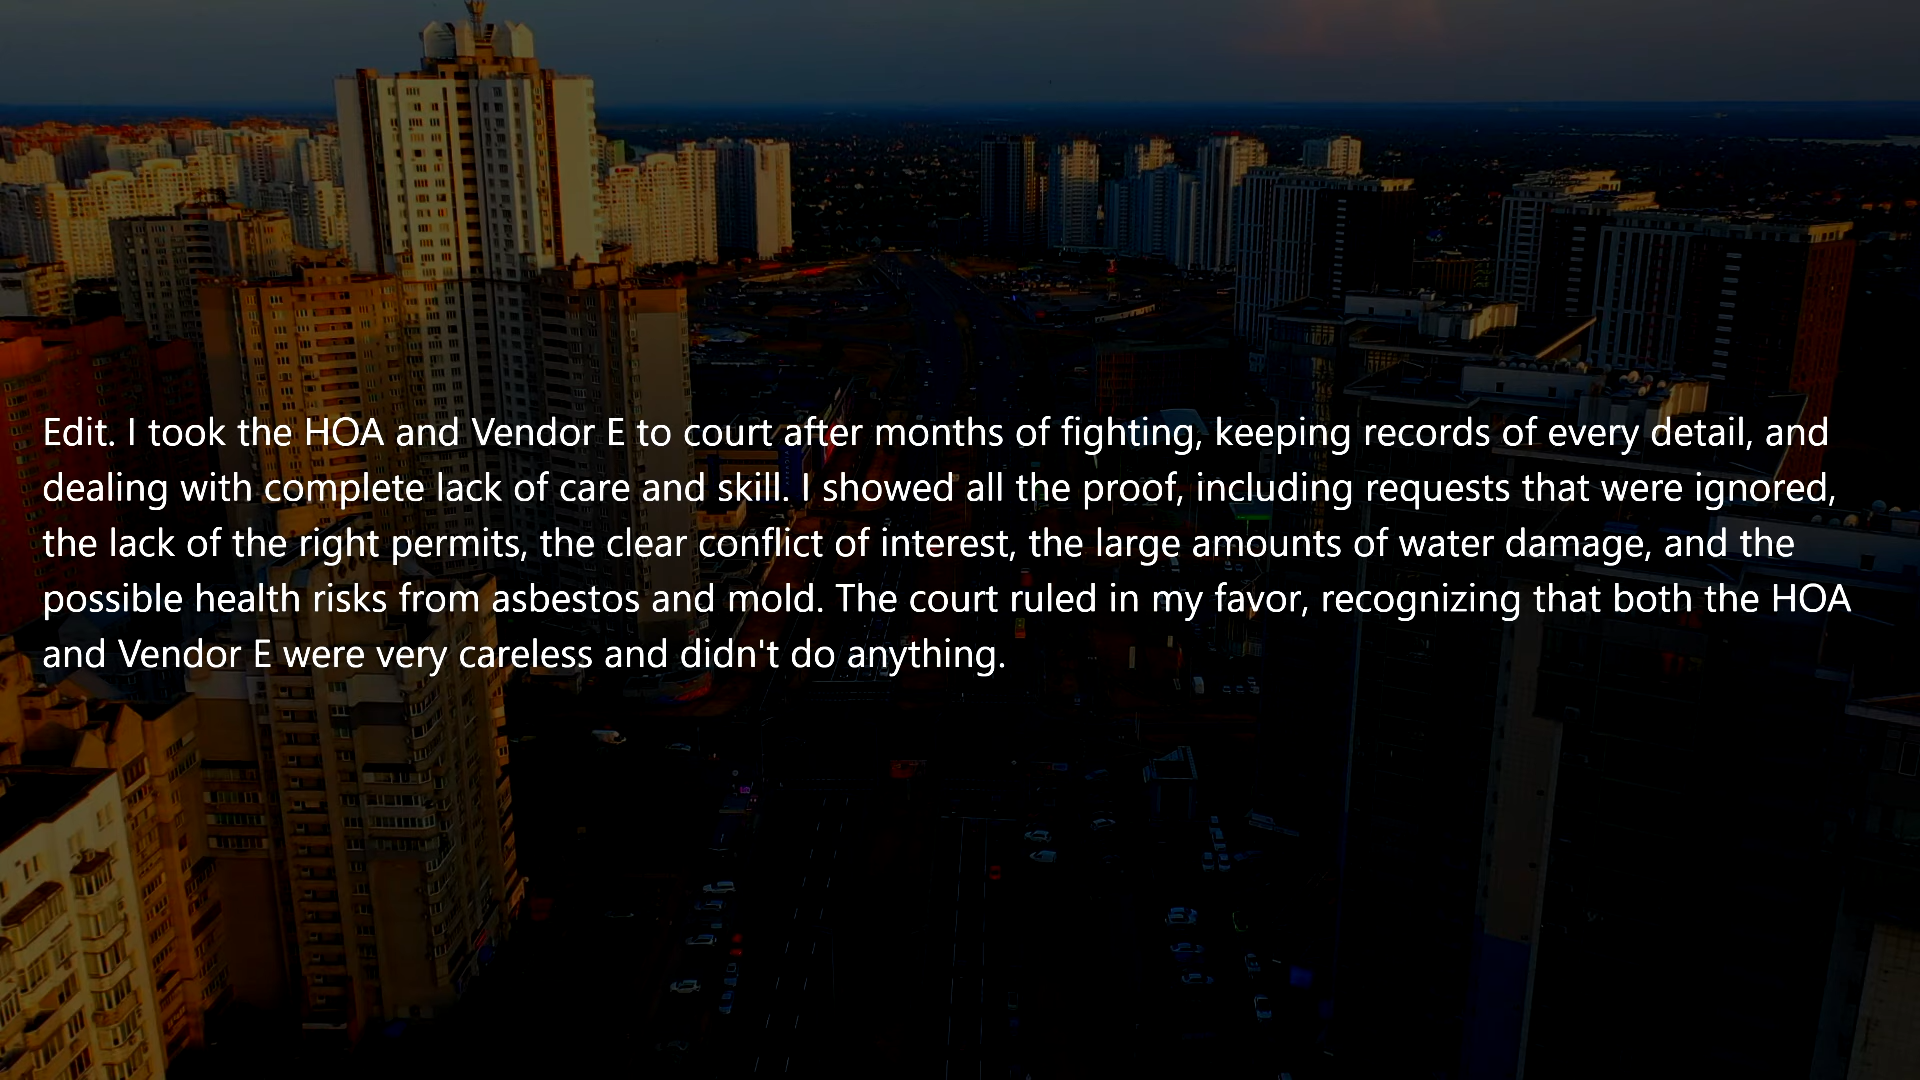 Edit. I took the HOA and Vendor E to court after months of fighting, keeping records of every detail, and
dealing with complete lack of care and skill. I showed all the proof, including requests that were ignored,
the lack of the right permits, the clear conflict of interest, the large amounts of water damage, and the
possible health risks from asbestos and mold. The court ruled in my favor, recognizing that both the HOA
and Vendor E were very careless and didn't do anything.